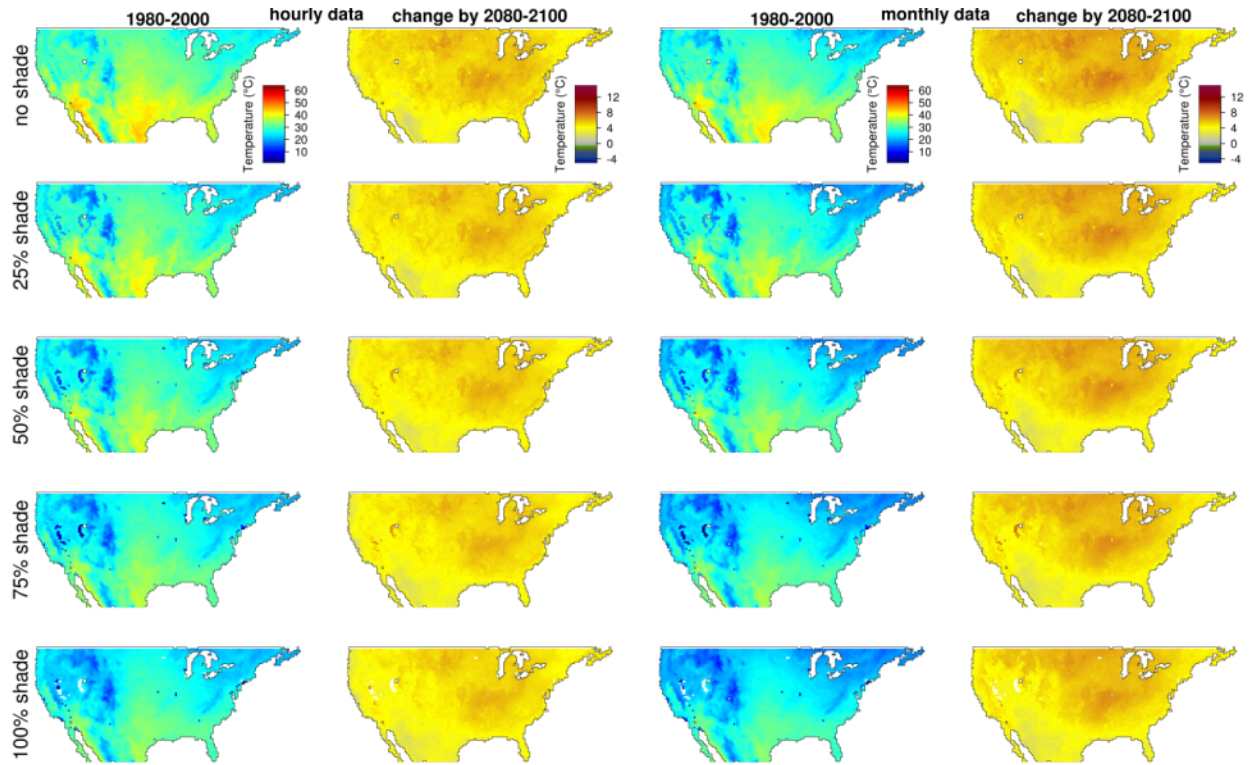 1980-2000 hourly data change by 2080-2100 1980-2000 monthly data change by 2080-2100
no shade
Temperature (°C)
60
50
40
30
20
10
Temperature (°C)
12
8
4
0
-4
Temperature (°C)
60
50
40
30
20
10
Temperature (°C)
12
8
4
0
-4
25% shade
50% shade
75% shade
100% shade